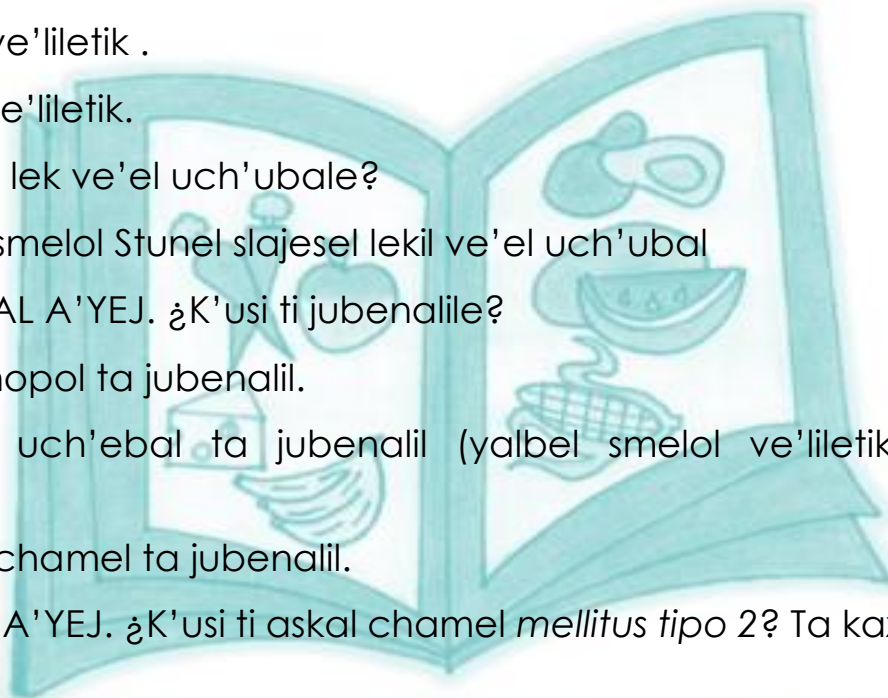 ve’liletik .
e’liletik.
lek ve’el uch’ubale?
smelol Stunel slajesel lekil ve’el uch’ubal
AL A’YEJ. ¿K’usi ti jubenalile?
nopol ta jubenalil.
uch’ebal ta jubenalil (yalbel smelol ve’liletik
chamel ta jubenalil.
A’YEJ. ¿K’usi ti askal chamel mellitus tipo 2? Ta